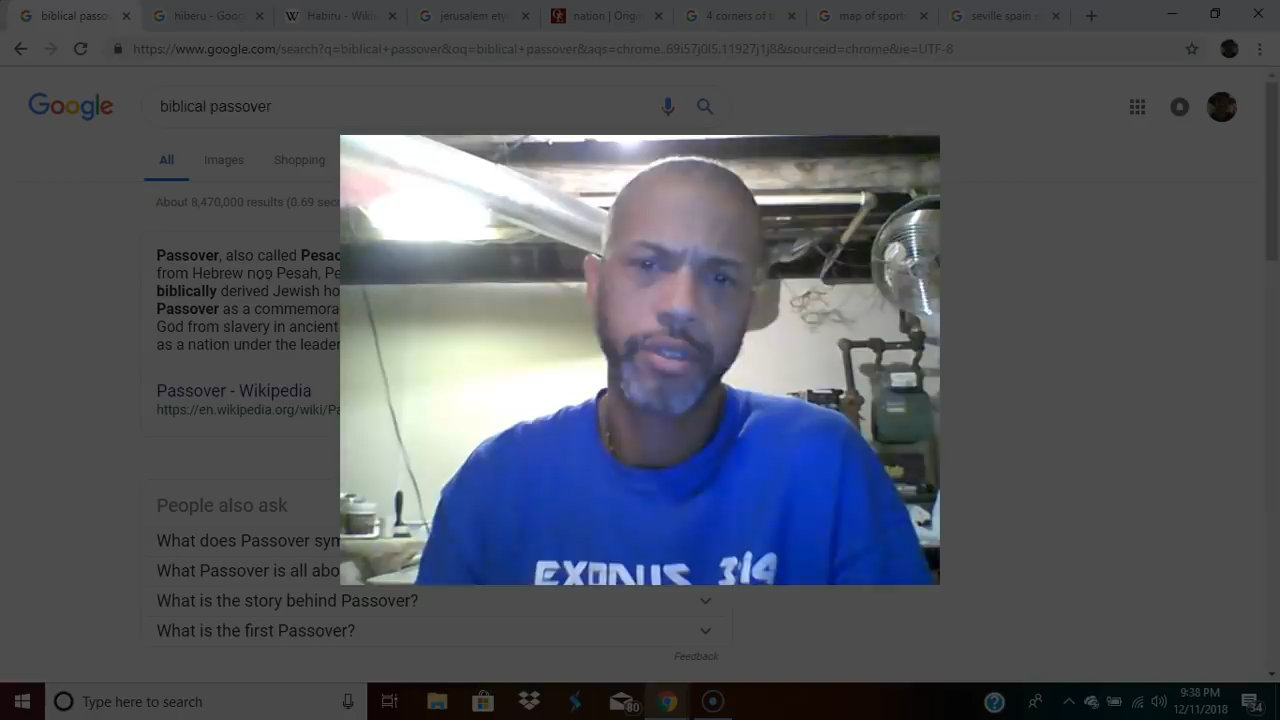 biblical passo
hiberu - Goo
Habiru - Wiki
jerusalem ety
nation | Orig
4 corners of t
map of sport
seville spain
https://www.google.com/search?q=biblical+passover&oq=biblical+passover&aqs=chrome..69i57j0l5.11927j1j8&sourceid=chrome&ie=UTF-8
Google
biblical passover
All
Images
Shopping
About 8,470,000 results (0.69 sec
Passover, also called Pesac
from Hebrew פסח Pesah, Pe
biblically derived Jewish ho
Passover as a commemora
God from slavery in ancient
as a nation under the leader
Passover - Wikipedia
https://en.wikipedia.org/wiki/Pa
People also ask
What does Passover sym
What Passover is all abo
What is the story behind Passover?
What is the first Passover?
Feedback
EXODUS 3:14
Type here to search
80
9:38 PM
12/11/2018
34